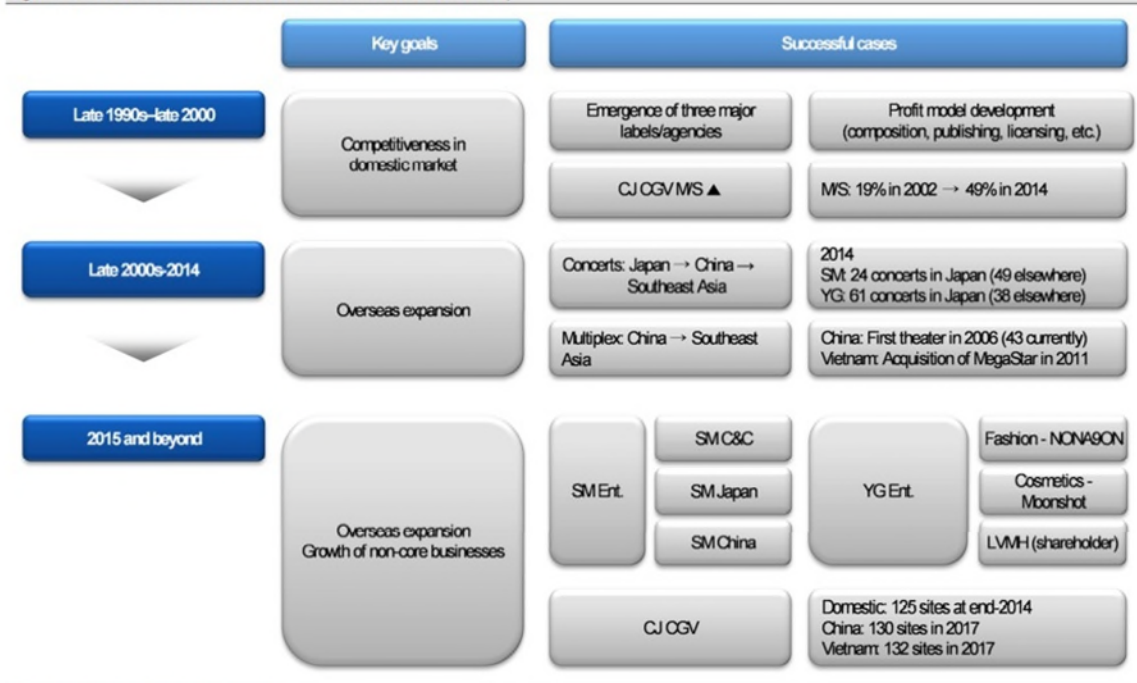 Key goals
Successful cases
Late 1990s–late 2000
Competitiveness in
domestic market
Emergence of three major
labels/agencies
Profit model development
(composition, publishing, licensing, etc.)
CJ CGV M/S ▲
M/S: 19% in 2002 → 49% in 2014
Late 2000s-2014
Overseas expansion
Concerts: Japan → China →
Southeast Asia
2014
SM: 24 concerts in Japan (49 elsewhere)
YG: 61 concerts in Japan (38 elsewhere)
Multiplex: China → Southeast
Asia
China: First theater in 2006 (43 currently)
Vietnam: Acquisition of MegaStar in 2011
2015 and beyond
Overseas expansion
Growth of non-core businesses
SM Ent.
SM C&C
SM Japan
SM China
YG Ent.
Fashion - NONA9ON
Cosmetics -
Moonshot
LVMH (shareholder)
CJ CGV
Domestic: 125 sites at end-2014
China: 130 sites in 2017
Vietnam: 132 sites in 2017